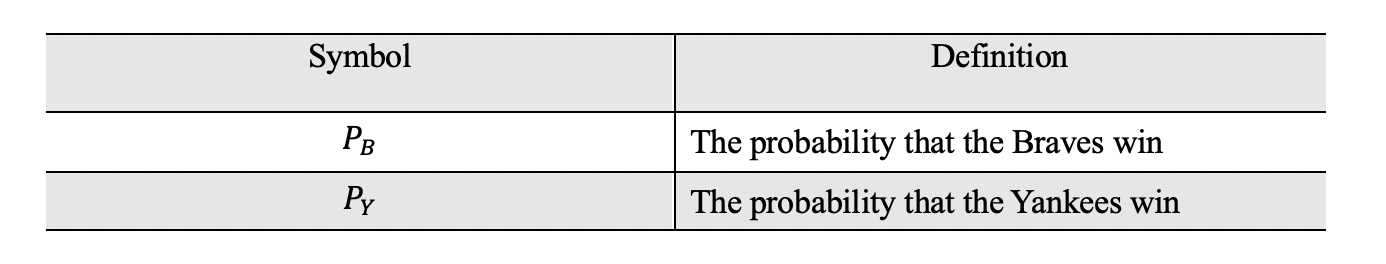 Symbol Definition
P_B The probability that the Braves win
P_Y The probability that the Yankees win